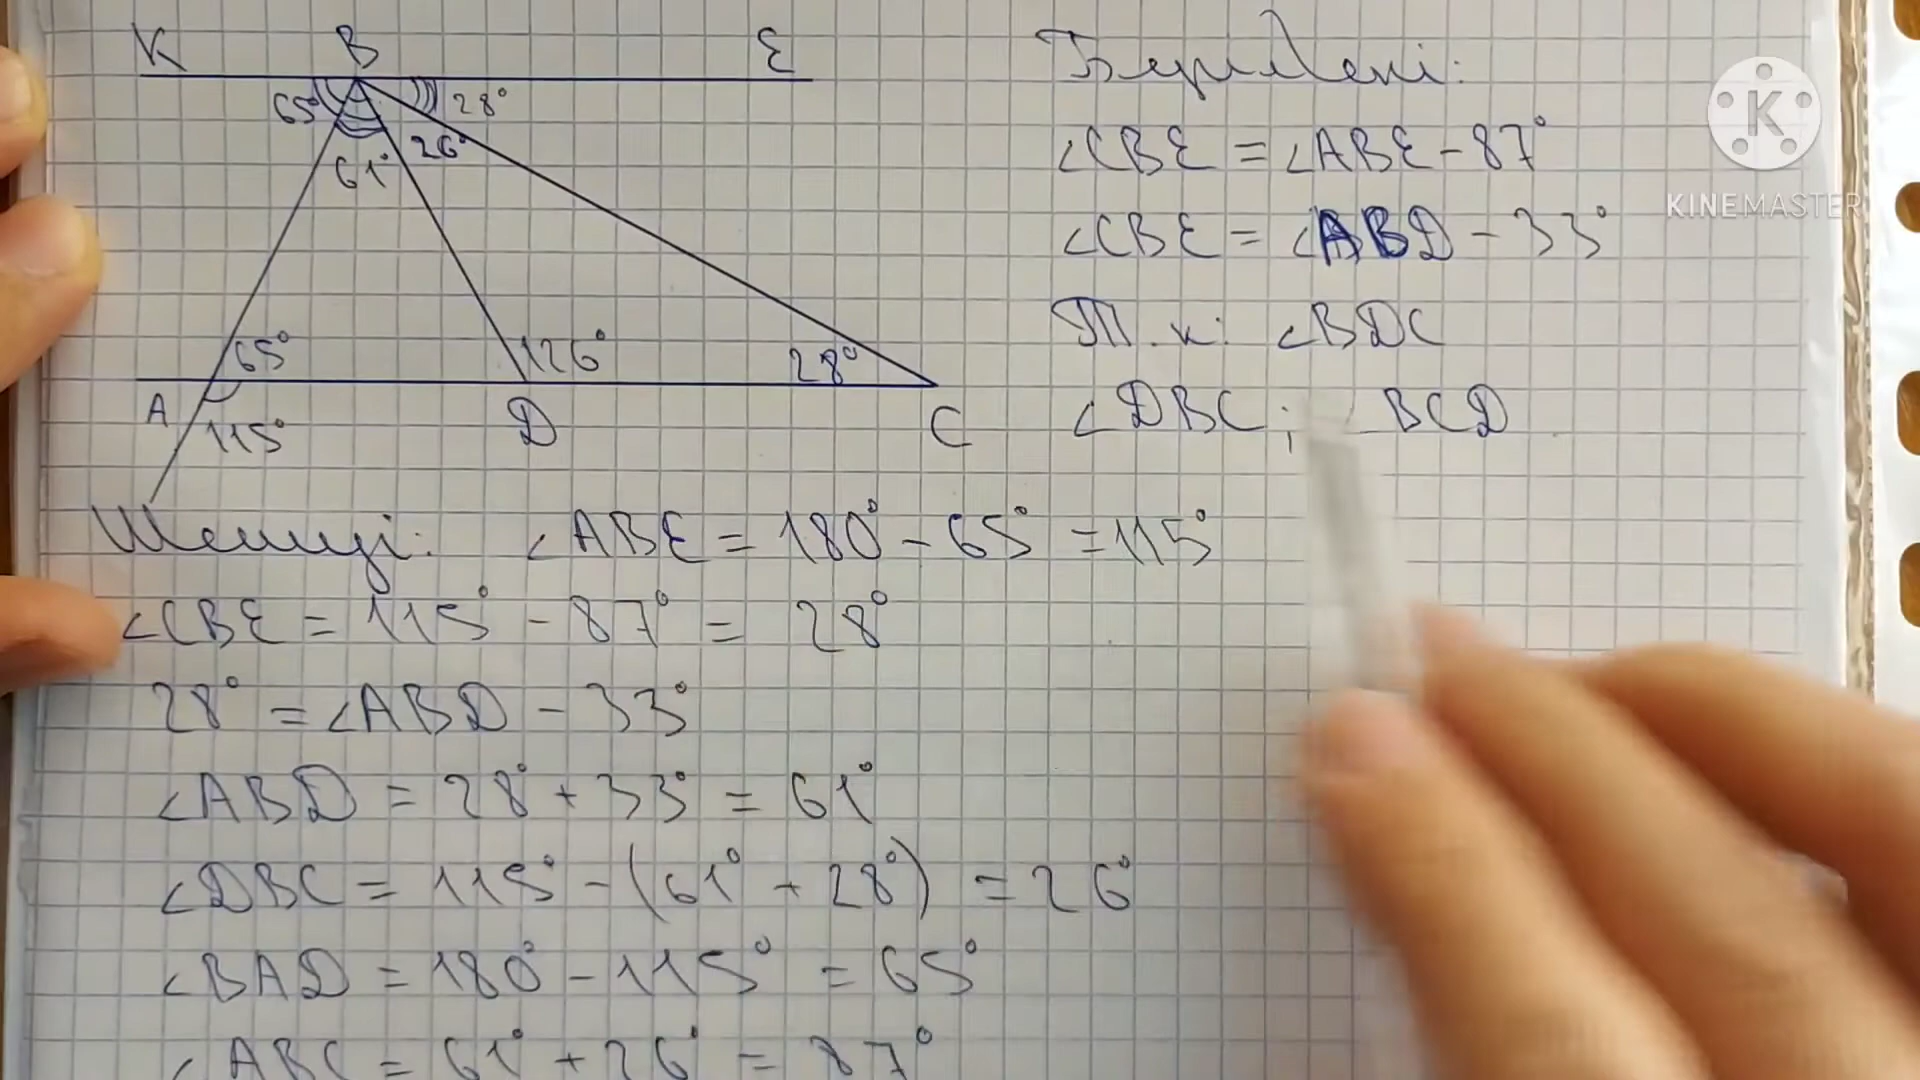 K B E
65° 28°
61° 26°
65° 126° 28°
A 115° D C
Берілгені:
∠CBE = ∠ABE - 87°
∠CBE = ∠ABD - 33°
Т.к: ∠BDC
∠DBC; ∠BCD
K
KINEMASTER
Шешуі: ∠ABE = 180° - 65° = 115°
∠CBE = 115° - 87° = 28°
28° = ∠ABD - 33°
∠ABD = 28° + 33° = 61°
∠DBC = 115° - (61° + 28°) = 26°
∠BAD = 180° - 115° = 65°
∠ABC = 61° + 26° = 87°